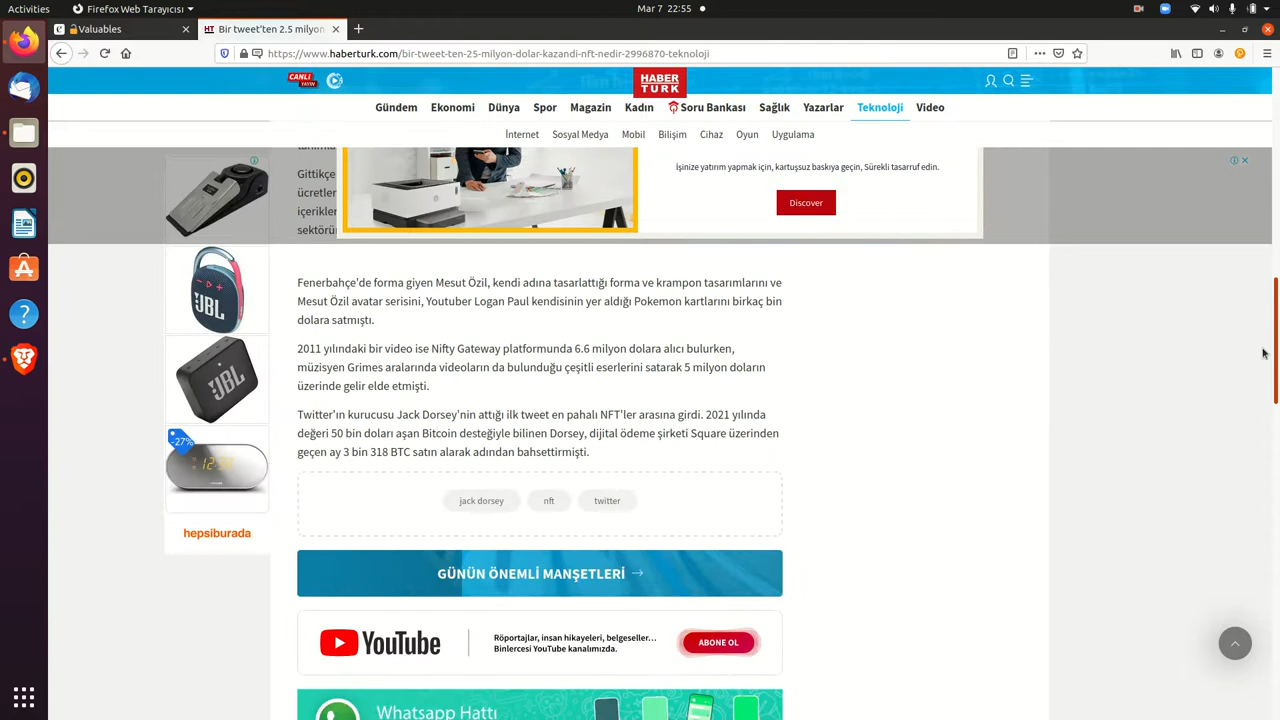 Activities
Firefox Web Tarayıcısı
Mar 7 22:55
Valuables
Bir tweet'ten 2.5 milyon
https://www.haberturk.com/bir-tweet-ten-25-milyon-dolar-kazandi-nft-nedir-2996870-teknoloji
CANLI
YAYIN
HABER
TÜRK
Gündem Ekonomi Dünya Spor Magazin Kadın Soru Bankası Sağlık Yazarlar Teknoloji Video
İnternet Sosyal Medya Mobil Bilişim Cihaz Oyun Uygulama
Gittikçe
ücretler
içerikler
sektörün
İşinize yatırım yapmak için, kartuşsuz baskıya geçin, Sürekli tasarruf edin.
Discover
Fenerbahçe'de forma giyen Mesut Özil, kendi adına tasarlattığı forma ve krampon tasarımlarını ve
Mesut Özil avatar serisini, Youtuber Logan Paul kendisinin yer aldığı Pokemon kartlarını birkaç bin
dolara satmıştı.
2011 yılındaki bir video ise Nifty Gateway platformunda 6.6 milyon dolara alıcı bulurken,
müzisyen Grimes aralarında videoların da bulunduğu çeşitli eserlerini satarak 5 milyon doların
üzerinde gelir elde etmişti.
Twitter'ın kurucusu Jack Dorsey'nin attığı ilk tweet en pahalı NFT'ler arasına girdi. 2021 yılında
değeri 50 bin doları aşan Bitcoin desteğiyle bilinen Dorsey, dijital ödeme şirketi Square üzerinden
geçen ay 3 bin 318 BTC satın alarak adından bahsettirmişti.
jack dorsey nft twitter
JBL
JBL
-27%
hepsiburada
GÜNÜN ÖNEMLİ MANŞETLERİ
YouTube
Röportajlar, insan hikayeleri, belgeseller...
Binlercesi YouTube kanalımızda.
ABONE OL
Whatsapp Hattı